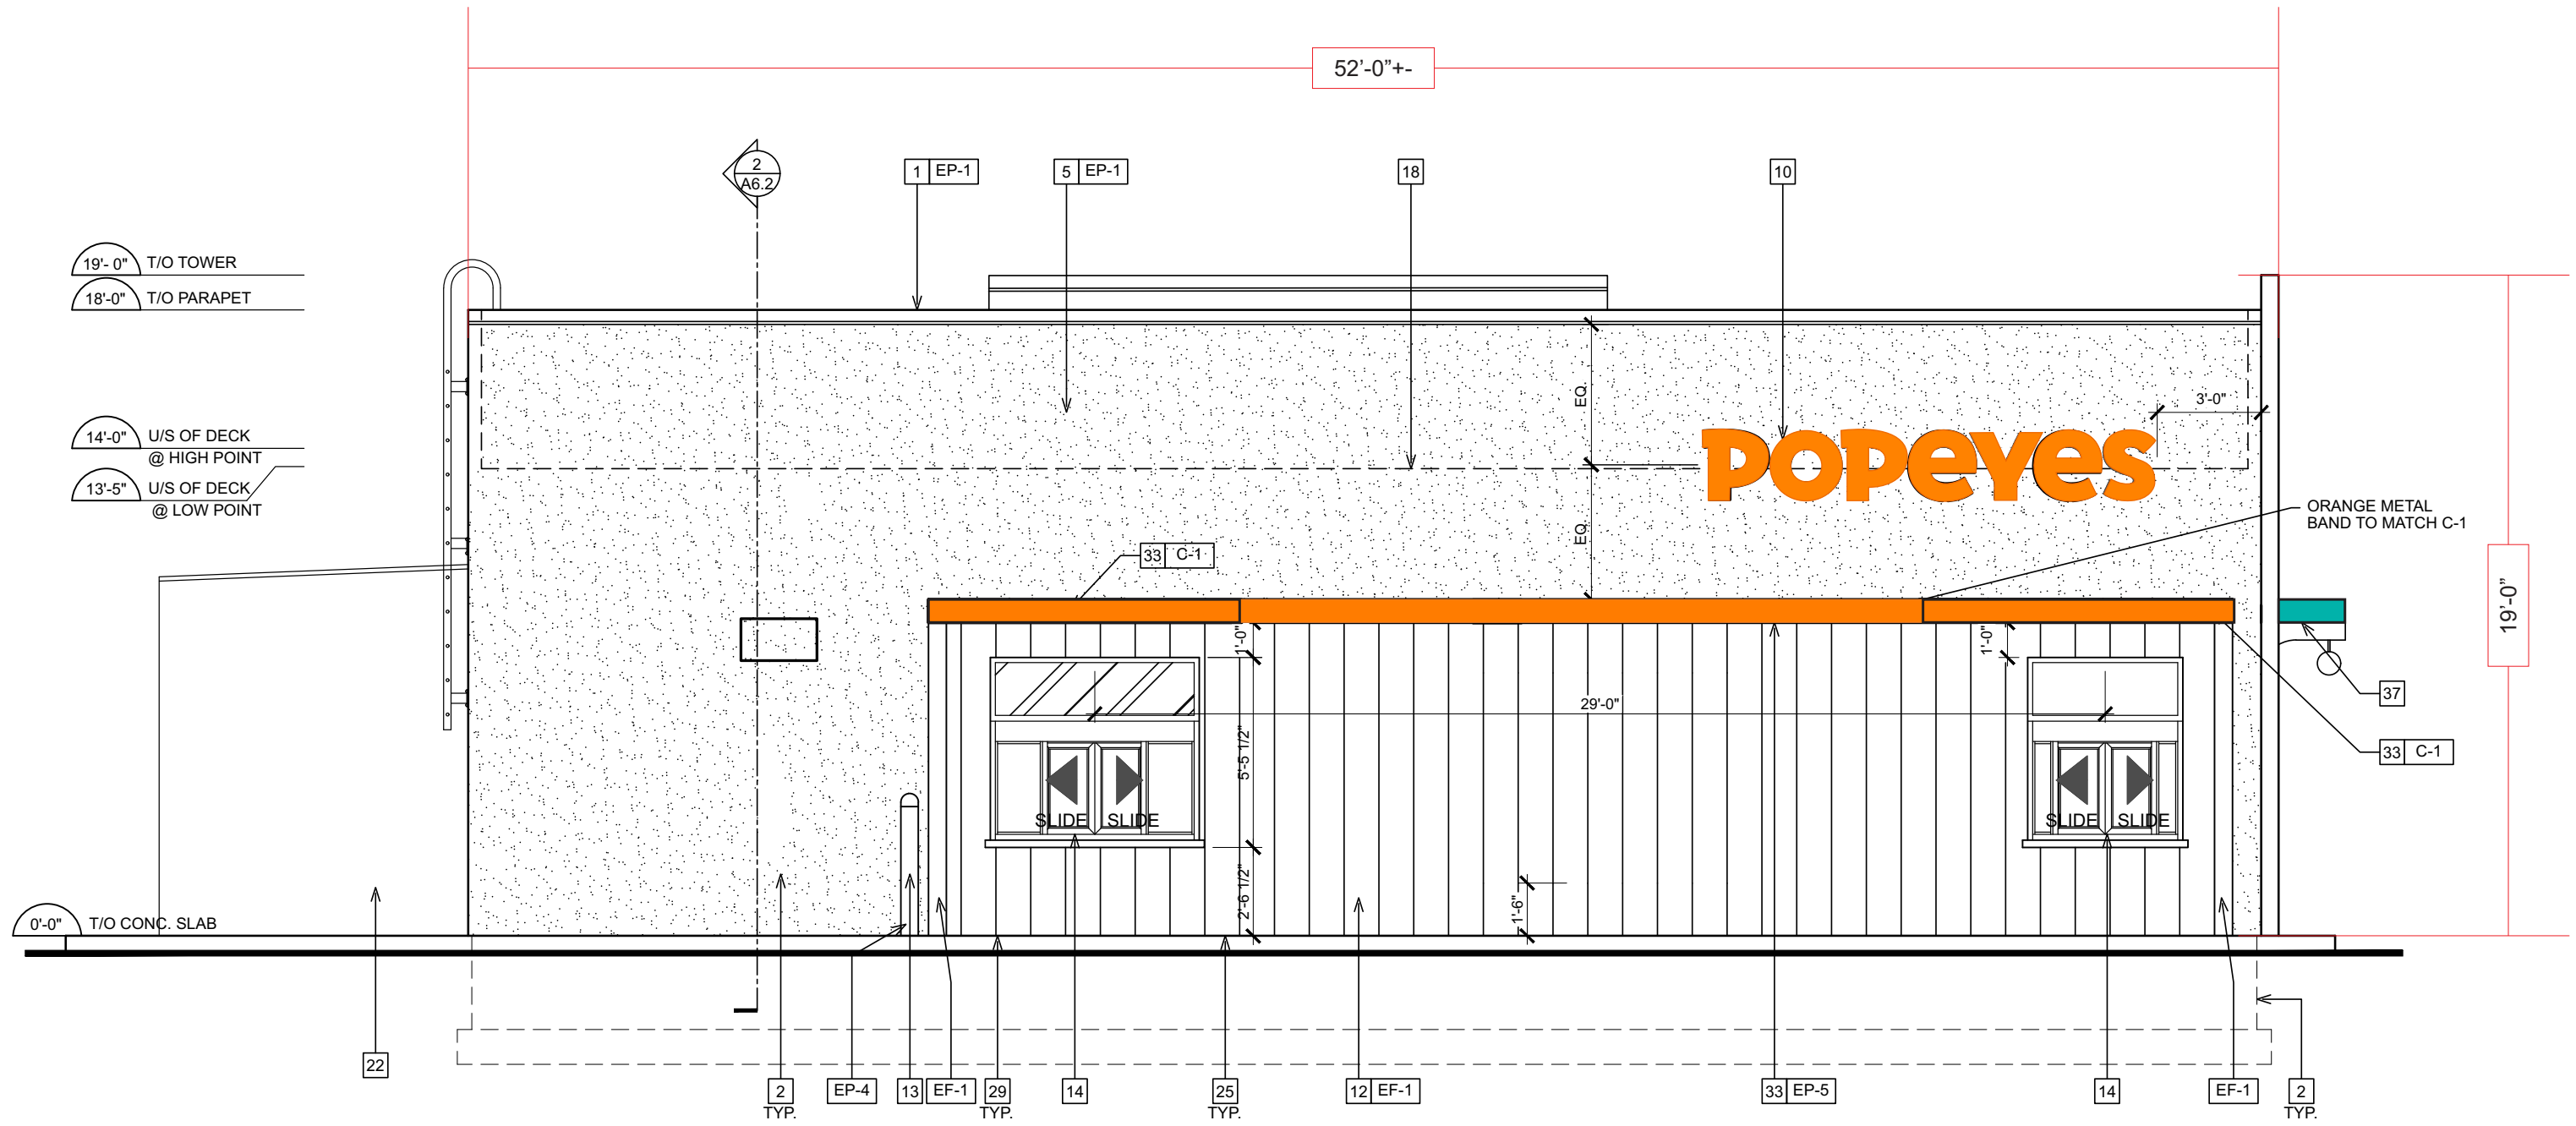 52’-0”+-
2
A6.2
1 EP-1
5 EP-1
18
10
19'- 0" T/O TOWER
18'-0" T/O PARAPET
3'-0"
EQ.
14'-0" U/S OF DECK
@ HIGH POINT
13'-5" U/S OF DECK
@ LOW POINT
POPEYES
ORANGE METAL
BAND TO MATCH C-1
EQ.
33 C-1
19’-0”
1'-0"
1'-0"
37
29'-0"
33 C-1
5'-5 1/2"
SLIDE SLIDE
SLIDE SLIDE
2'-6 1/2"
1'-6"
0'-0" T/O CONC. SLAB
22
2
TYP.
EP-4
13
EF-1
29
TYP.
14
25
TYP.
12 EF-1
33 EP-5
14
EF-1
2
TYP.